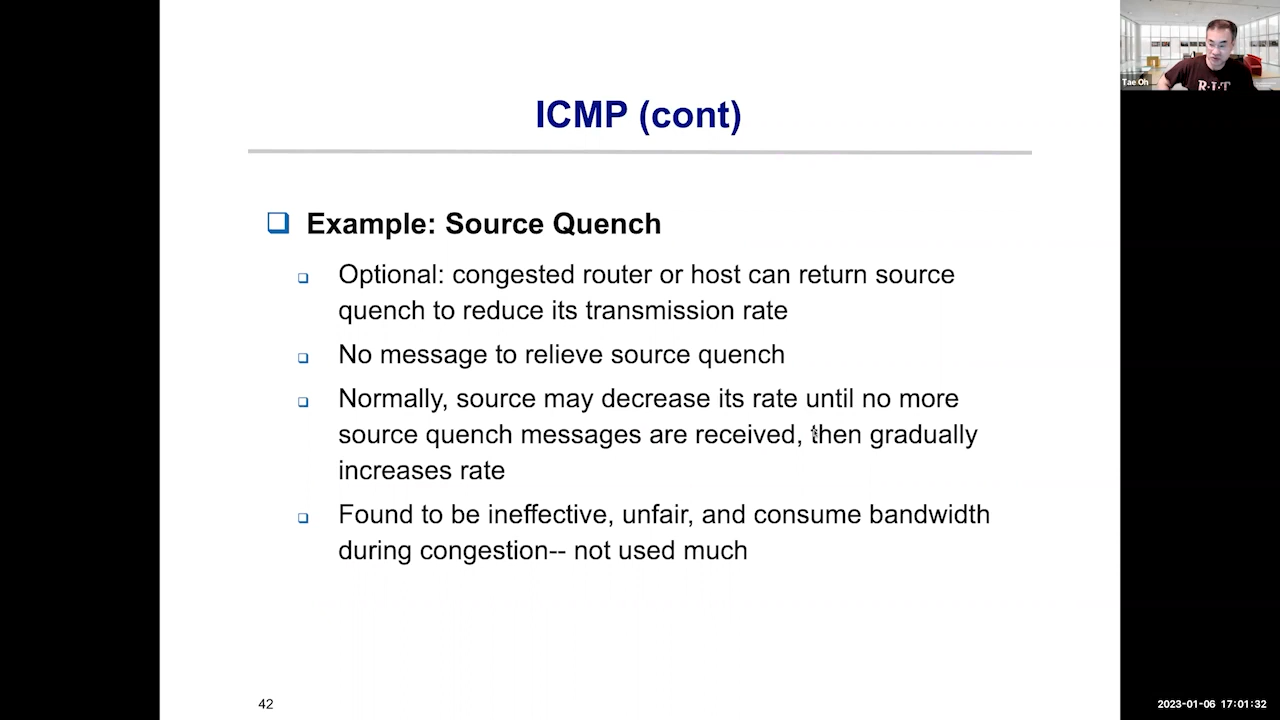 ICMP (cont)
Example: Source Quench
Optional: congested router or host can return source
quench to reduce its transmission rate
No message to relieve source quench
Normally, source may decrease its rate until no more
source quench messages are received, then gradually
increases rate
Found to be ineffective, unfair, and consume bandwidth
during congestion-- not used much
42
Tae Oh
R·I·T
2023-01-06 17:01:32